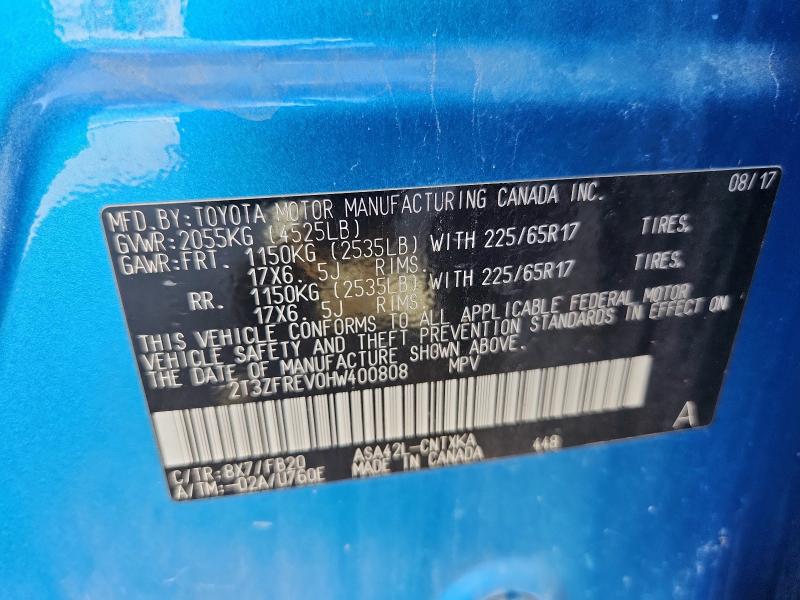 08/17
MFD.BY:TOYOTA MOTOR MANUFACTURING CANADA INC.
GVWR:2055KG (4525LB)
GAWR:FRT. 1150KG (2535LB) WITH 225/65R17 TIRES.
17X6. 5J RIMS.
RR. 1150KG (2535LB) WITH 225/65R17 TIRES.
17X6. 5J RIMS.
THIS VEHICLE CONFORMS TO ALL APPLICABLE FEDERAL MOTOR
VEHICLE SAFETY AND THEFT PREVENTION STANDARDS IN EFFECT ON
THE DATE OF MANUFACTURE SHOWN ABOVE.
2T3ZFREV0HW400808 MPV
A
C/TR:8X7/FB20 ASA42L-CNTXKA 448
A/TM:-02A/U760E MADE IN CANADA